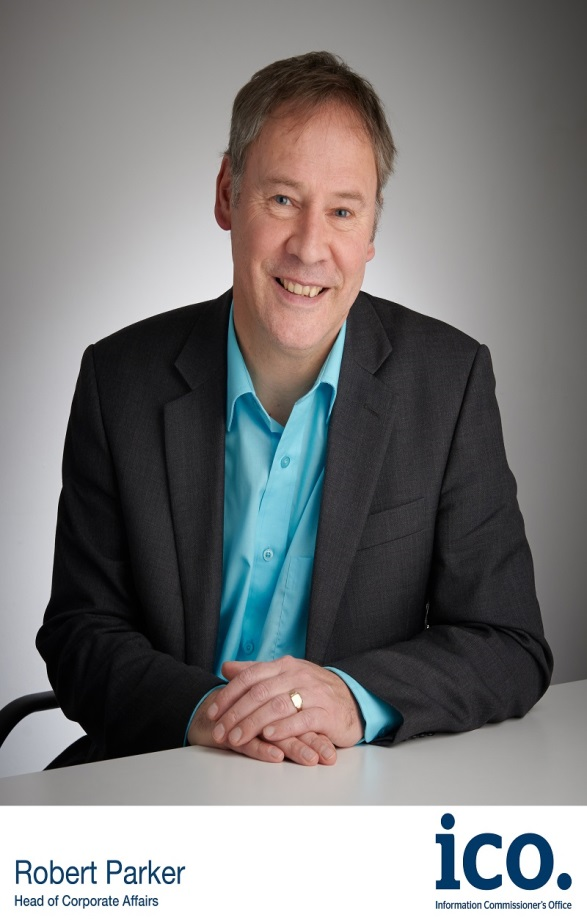 Robert Parker
Head of Corporate Affairs
ico.
Information Commissioner's Office